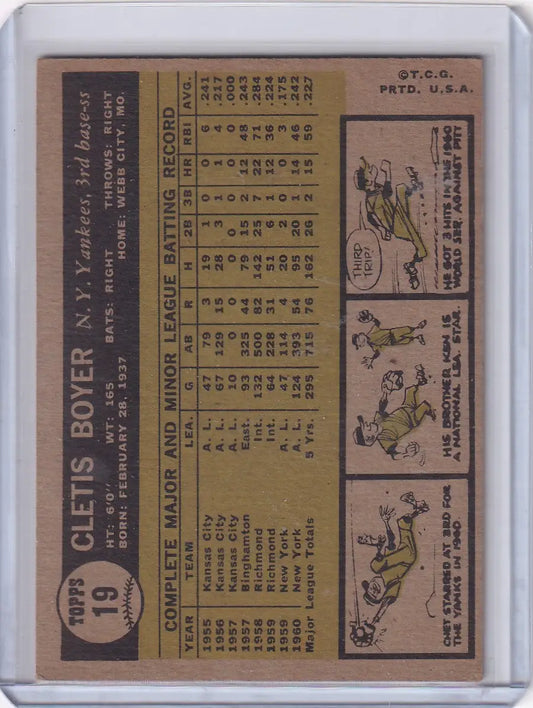 TOPPS
19
CLETIS BOYER N. Y. Yankees, 3rd base-ss
HT: 6'0" WT: 165 BATS: RIGHT THROWS: RIGHT
BORN: FEBRUARY 28, 1937 HOME: WEBB CITY, MO.
COMPLETE MAJOR AND MINOR LEAGUE BATTING RECORD
YEAR TEAM LEA. G AB R H 2B 3B HR RBI AVG.
1955 Kansas City A. L. 47 79 3 19 1 0 0 6 .241
1956 Kansas City A. L. 67 129 15 28 3 1 1 4 .217
1957 Kansas City A. L. 10 0 0 0 0 0 0 0 .000
1957 Binghamton East. 93 325 44 79 15 2 12 48 .243
1958 Richmond Int. 132 500 82 142 25 7 22 71 .284
1959 Richmond Int. 64 228 31 51 6 1 12 36 .224
1959 New York A. L. 47 114 4 20 2 0 0 3 .175
1960 New York A. L. 124 393 54 95 20 1 14 46 .242
Major League Totals 5 Yrs. 295 715 76 162 26 2 15 59 .227
CHET STARRED AT 3RD FOR
THE YANKS IN 1960
HIS BROTHER KEN IS
A NATIONAL LEA. STAR.
THIRD
TRIP!
HE GOT 3 HITS IN THE 1960
WORLD SER. AGAINST PITT
©T.C.G.
PRTD. U.S.A.